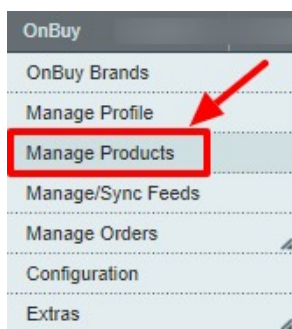 OnBuy
OnBuy Brands
Manage Profile
Manage Products
Manage/Sync Feeds
Manage Orders
Configuration
Extras